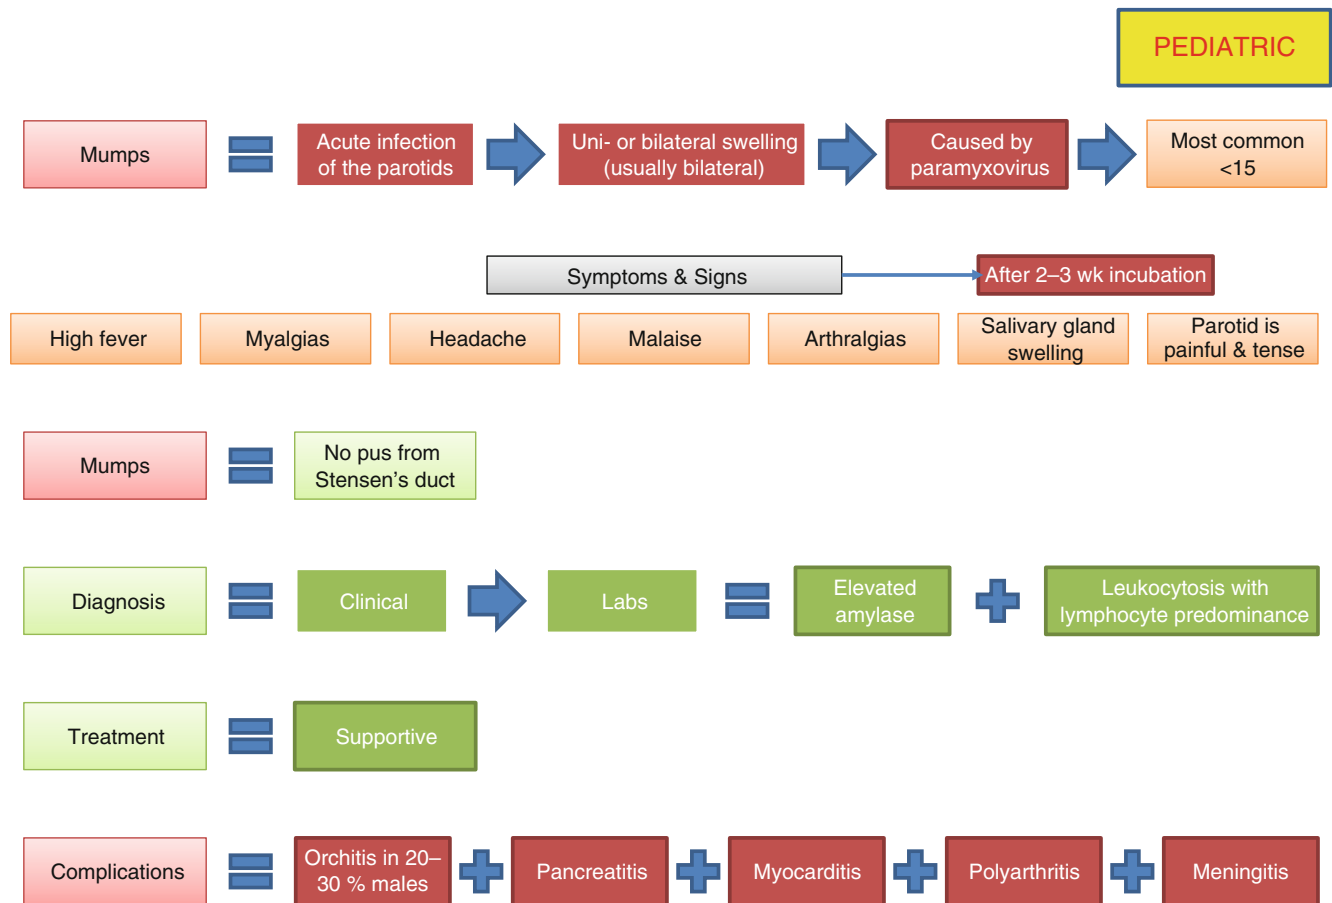 PEDIATRIC
Mumps
Acute infection
of the parotids
Uni- or bilateral swelling
(usually bilateral)
Caused by
paramyxovirus
Most common
<15
Symptoms & Signs
After 2–3 wk incubation
High fever
Myalgias
Headache
Malaise
Arthralgias
Salivary gland
swelling
Parotid is
painful & tense
Mumps
No pus from
Stensen's duct
Diagnosis
Clinical
Labs
Elevated
amylase
Leukocytosis with
lymphocyte predominance
Treatment
Supportive
Complications
Orchitis in 20–
30 % males
Pancreatitis
Myocarditis
Polyarthritis
Meningitis